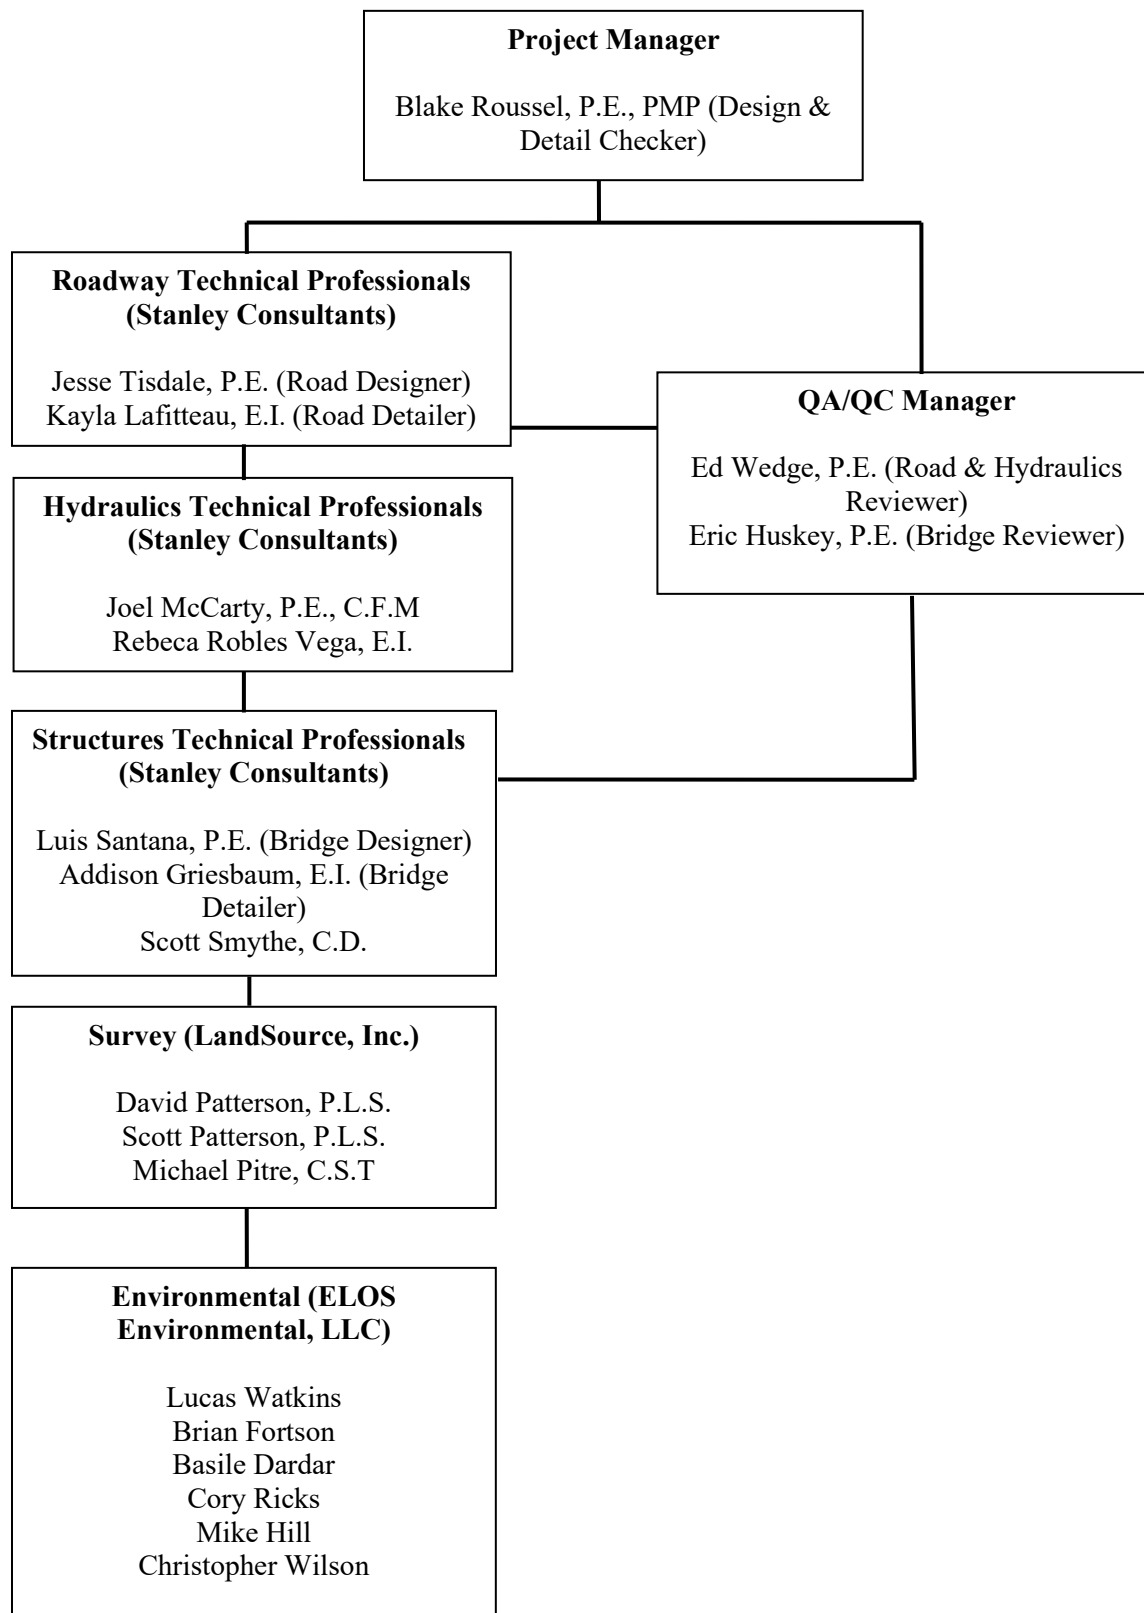 Project Manager
Blake Roussel, P.E., PMP (Design &
Detail Checker)
Roadway Technical Professionals
(Stanley Consultants)
Jesse Tisdale, P.E. (Road Designer)
Kayla Lafitteau, E.I. (Road Detailer)
QA/QC Manager
Ed Wedge, P.E. (Road & Hydraulics
Reviewer)
Eric Huskey, P.E. (Bridge Reviewer)
Hydraulics Technical Professionals
(Stanley Consultants)
Joel McCarty, P.E., C.F.M
Rebeca Robles Vega, E.I.
Structures Technical Professionals
(Stanley Consultants)
Luis Santana, P.E. (Bridge Designer)
Addison Griesbaum, E.I. (Bridge
Detailer)
Scott Smythe, C.D.
Survey (LandSource, Inc.)
David Patterson, P.L.S.
Scott Patterson, P.L.S.
Michael Pitre, C.S.T
Environmental (ELOS
Environmental, LLC)
Lucas Watkins
Brian Fortson
Basile Dardar
Cory Ricks
Mike Hill
Christopher Wilson